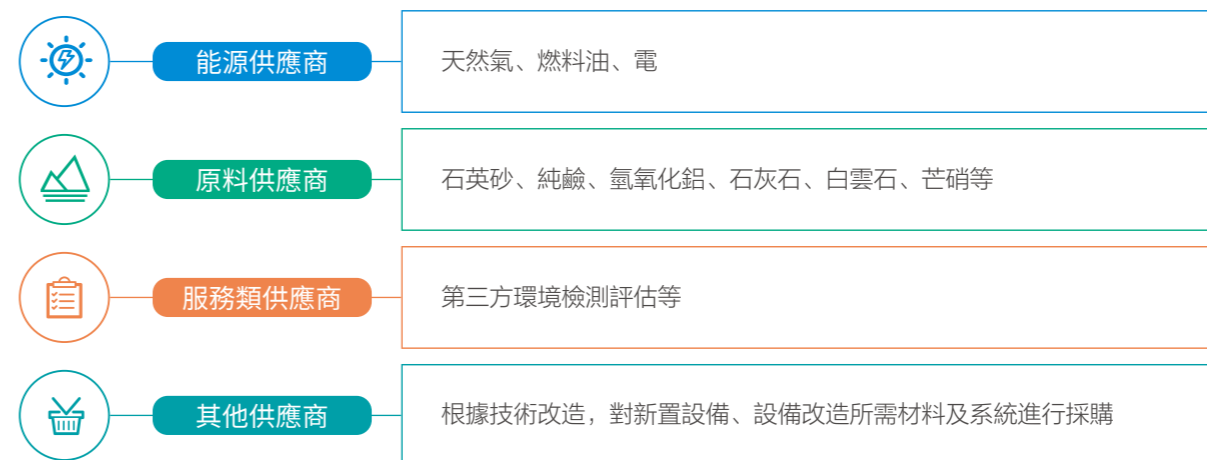 能源供應商
天然氣、燃料油、電
原料供應商
石英砂、純鹼、氫氧化鋁、石灰石、白雲石、芒硝等
服務類供應商
第三方環境檢測評估等
其他供應商
根據技術改造，對新置設備、設備改造所需材料及系統進行採購